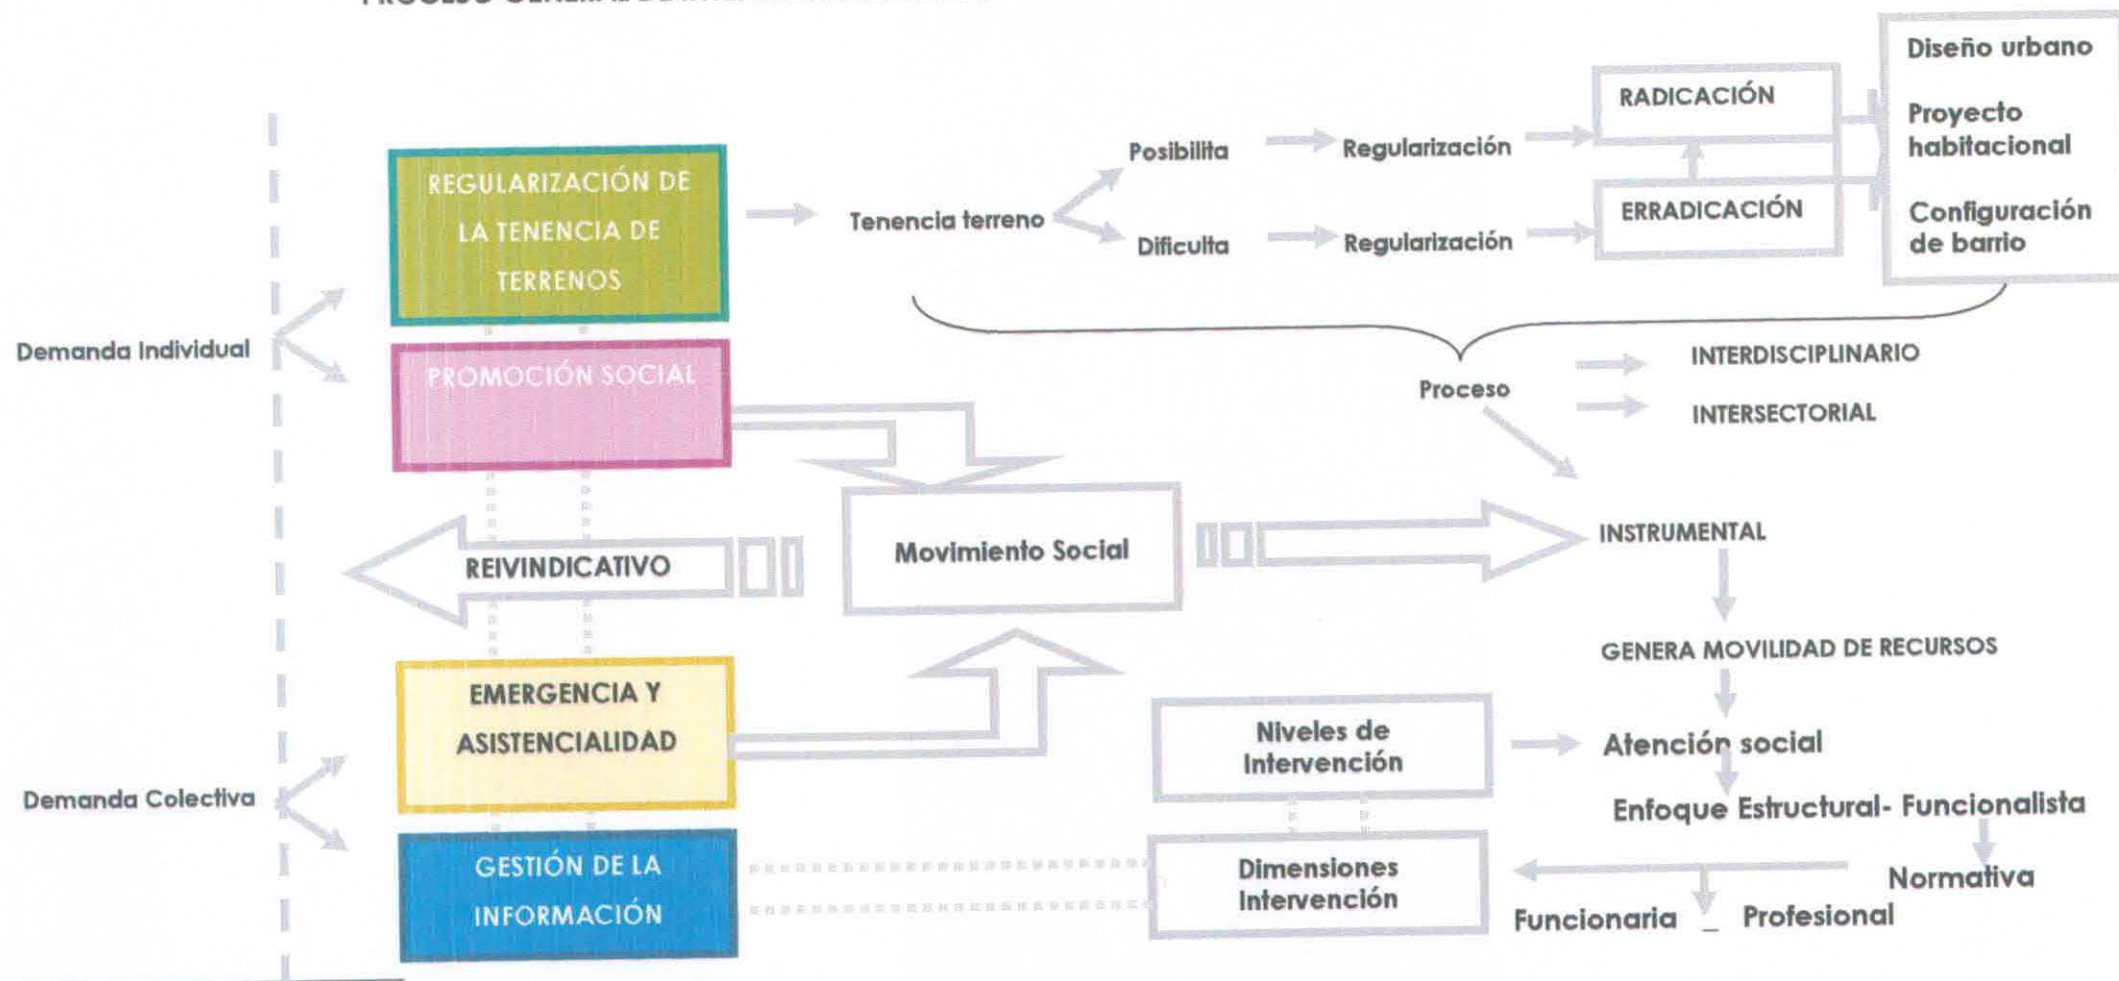 PROCESO GENERAL DE
Diseño urbano
Proyecto
habitacional
Configuración
de barrio
RADICACIÓN
ERRADICACIÓN
Posibilita
Regularización
Tenencia terreno
Dificulta
Regularización
REGULARIZACIÓN DE
LA TENENCIA DE
TERRENOS
Demanda Individual
PROMOCIÓN SOCIAL
Proceso
INTERDISCIPLINARIO
INTERSECTORIAL
REIVINDICATIVO
Movimiento Social
INSTRUMENTAL
GENERA MOVILIDAD DE RECURSOS
EMERGENCIA Y
ASISTENCIALIDAD
Niveles de
Intervención
Atención social
Demanda Colectiva
Enfoque Estructural- Funcionalista
GESTIÓN DE LA
INFORMACIÓN
Dimensiones
Intervención
Normativa
Funcionaria _ Profesional